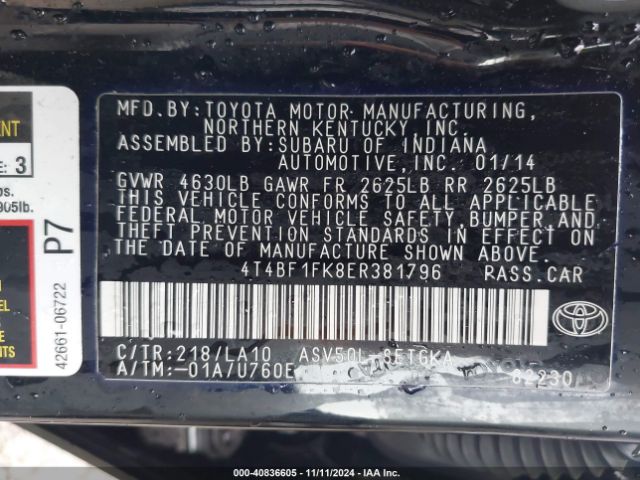 MFD.BY:TOYOTA MOTOR MANUFACTURING,
NORTHERN KENTUCKY,INC.
ASSEMBLED BY:SUBARU OF INDIANA
AUTOMOTIVE,INC. 01/14
GVWR 4630LB GAWR FR 2625LB RR 2625LB
THIS VEHICLE CONFORMS TO ALL APPLICABLE
FEDERAL MOTOR VEHICLE SAFETY, BUMPER,AND
THEFT PREVENTION STANDARDS IN EFFECT ON
THE DATE OF MANUFACTURE SHOWN ABOVE.
4T4BF1FK8ER381796 PASS.CAR
C/TR:218/LA10 ASV50L-
A/TM:-01A/U760E
82230
3
905lb.
P7
42661-06722
000-40836605 - 11/11/2024 - IAA Inc.